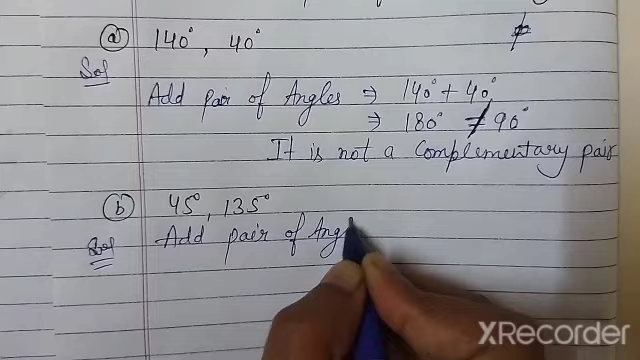 (a) 140°, 40°
≠
Sol
Add pair of Angles ⇒ 140° + 40°
⇒ 180° ≠ 90°
It is not a Complementary pair
(b) 45°, 135°
Sol Add pair of Ang
XRecorder